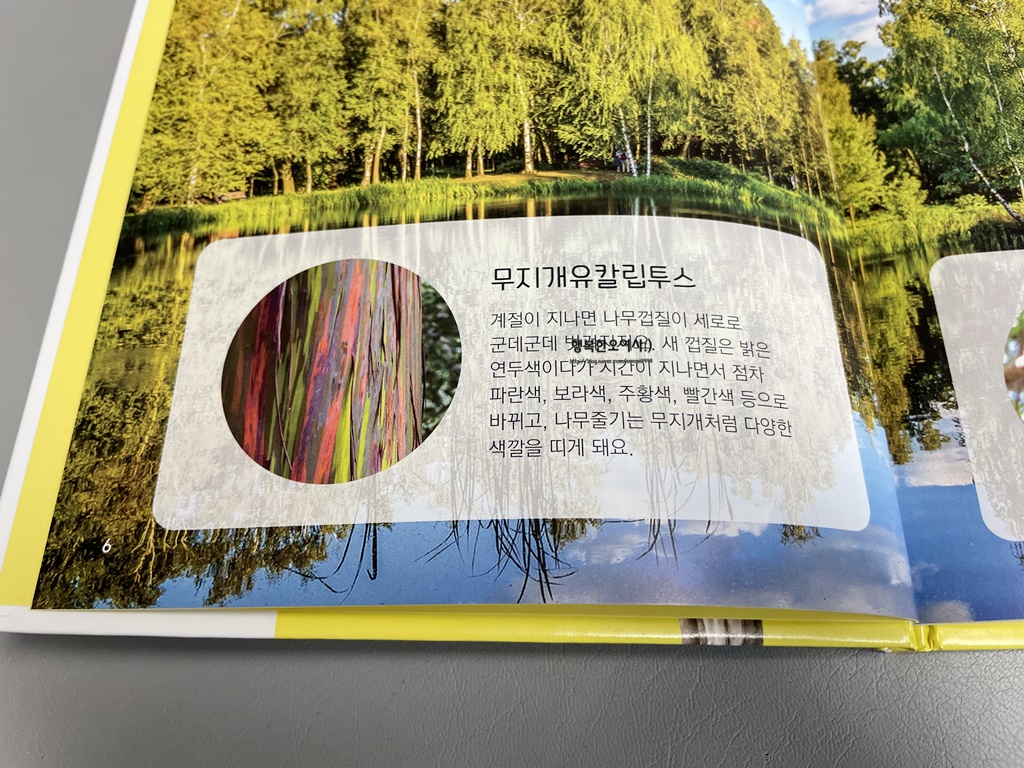 무지개유칼립투스
계절이 지나면 나무껍질이 세로로
군데군데 새 껍질은 밝은
연두색이다가 시간이 지나면서 점차
파란색, 보라색, 주황색, 빨간색 등으로
바뀌고, 나무줄기는 무지개처럼 다양한
색깔을 띠게 돼요.
6